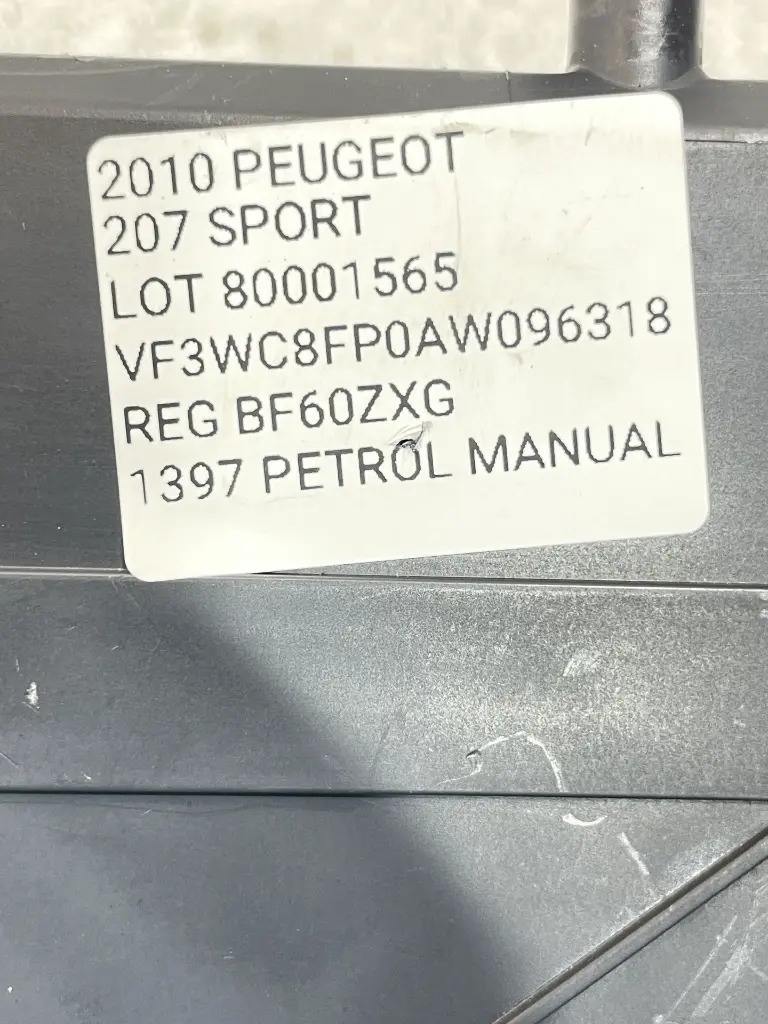 2010 PEUGEOT
207 SPORT
LOT 80001565
VF3WC8FP0AW096318
REG BF60ZXG
1397 PETROL MANUAL